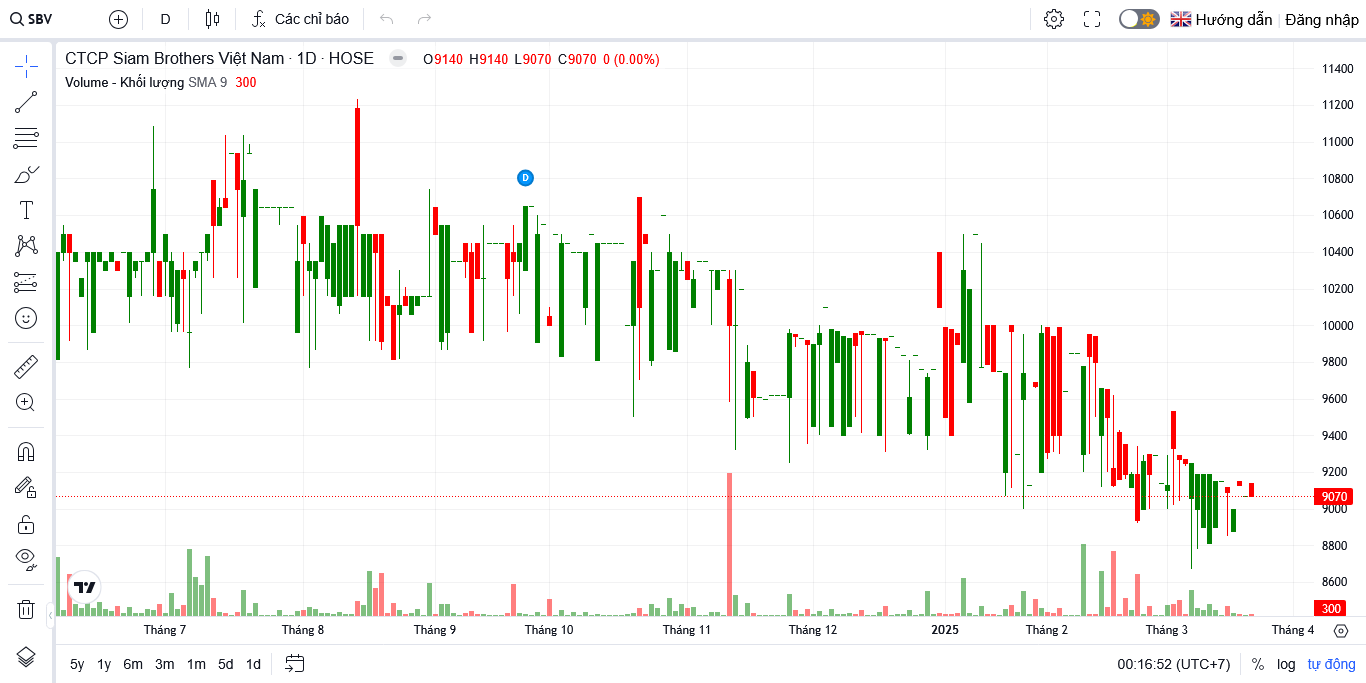 SBV D Các chỉ báo Hướng dẫn Đăng nhập
CTCP Siam Brothers Việt Nam · 1D · HOSE O9140 H9140 L9070 C9070 0 (0.00%)
Volume - Khối lượng SMA 9 300
D
11400
11200
11000
10800
10600
10400
10200
10000
9800
9600
9400
9200
9070
9000
8800
8600
300
Tháng 7 Tháng 8 Tháng 9 Tháng 10 Tháng 11 Tháng 12 2025 Tháng 2 Tháng 3 Tháng 4
5y 1y 6m 3m 1m 5d 1d 00:16:52 (UTC+7) % log tự động